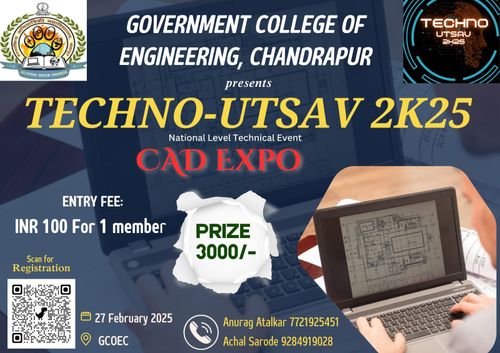 GOVERNMENT COLLEGE OF
ENGINEERING, CHANDRAPUR
TECHNO
UTSAV
2K25
presents
TECHNO-UTSAV 2K25
National Level Technical Event
CAD EXPO
ENTRY FEE:
INR 100 For 1 member
PRIZE
3000/-
Scan for
Registration
27 February 2025
GCOEC
Anurag Atalkar 7721925451
Achal Sarode 9284919028